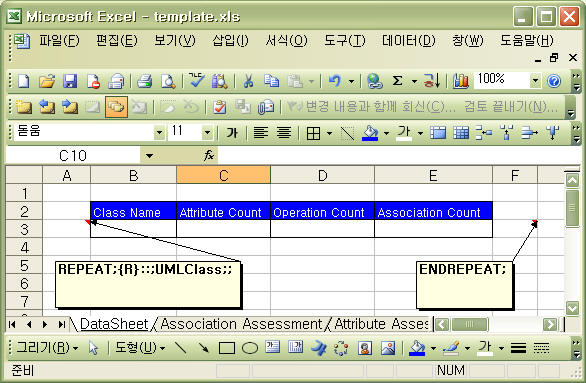 Microsoft Excel - template.xls
파일(F) 편집(E) 보기(V) 삽입(I) 서식(O) 도구(T) 데이터(D) 창(W) 도움말(H)
100%
변경 내용과 함께 회신(C)... 검토 끝내기(N)...
돋움 11 가 가
C10 fx
A B C D E F
1
2 Class Name Attribute Count Operation Count Association Count
3
4
5 REPEAT;{R}::;UMLClass;; ENDREPEAT;
6
7
DataSheet Association Assessment Attribute Asses
그리기(R) 도형(U) 가
준비 NUM